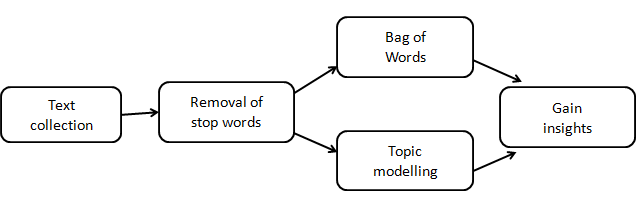 Text
collection
Removal of
stop words
Bag of
Words
Topic
modelling
Gain
insights